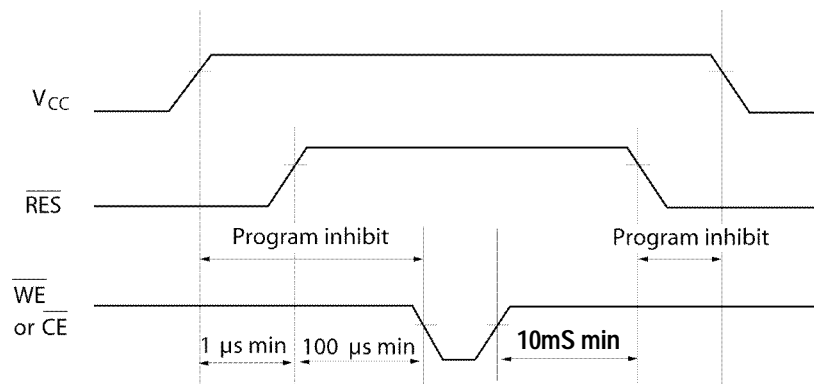 VCC
RES
Program inhibit
Program inhibit
WE
or CE
1 μs min
100 μs min
10mS min